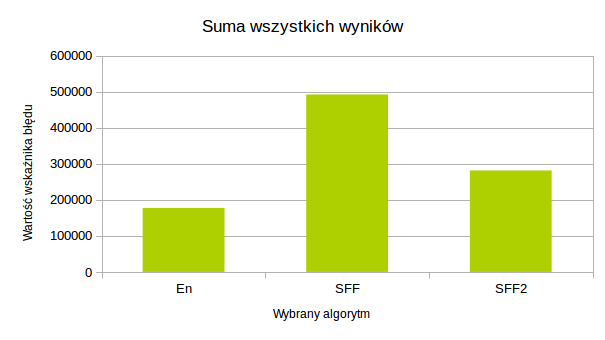 Suma wszystkich wyników
600000
500000
400000
300000
200000
100000
0
Wartość wskaźnika błędu
En SFF SFF2
Wybrany algorytm